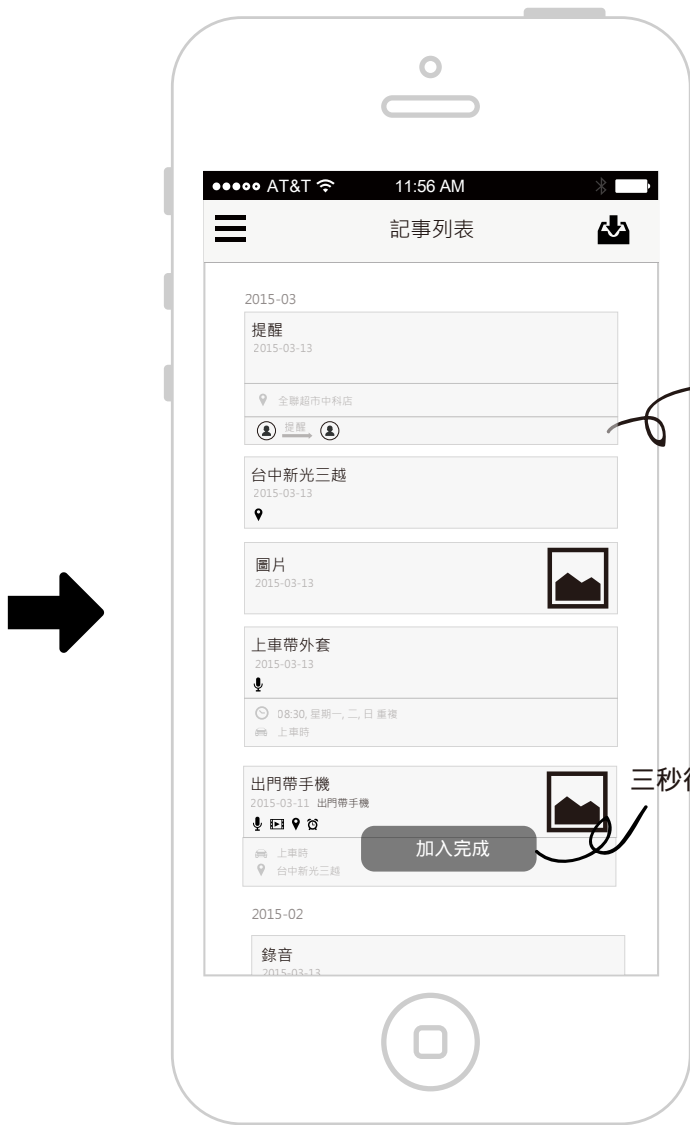 AT&T 11:56 AM
記事列表
2015-03
提醒
2015-03-13
全聯超市中科店
提醒
台中新光三越
2015-03-13
圖片
2015-03-13
上車帶外套
2015-03-13
08:30, 星期一, 二, 日 重複
上車時
出門帶手機
2015-03-11 出門帶手機
三秒
加入完成
上車時
台中新光三越
2015-02
錄音
2015-03-13